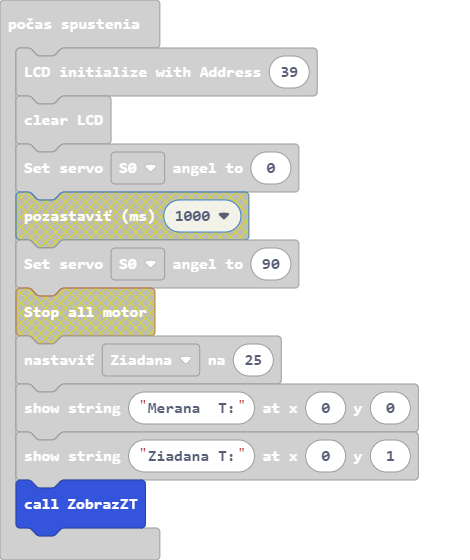 počas spustenia
LCD initialize with Address 39
clear LCD
Set servo S0 angel to 0
pozastaviť (ms) 1000
Set servo S0 angel to 90
Stop all motor
nastaviť Ziadana na 25
show string "Merana  T:" at x 0 y 0
show string "Ziadana T:" at x 0 y 1
call ZobrazZT